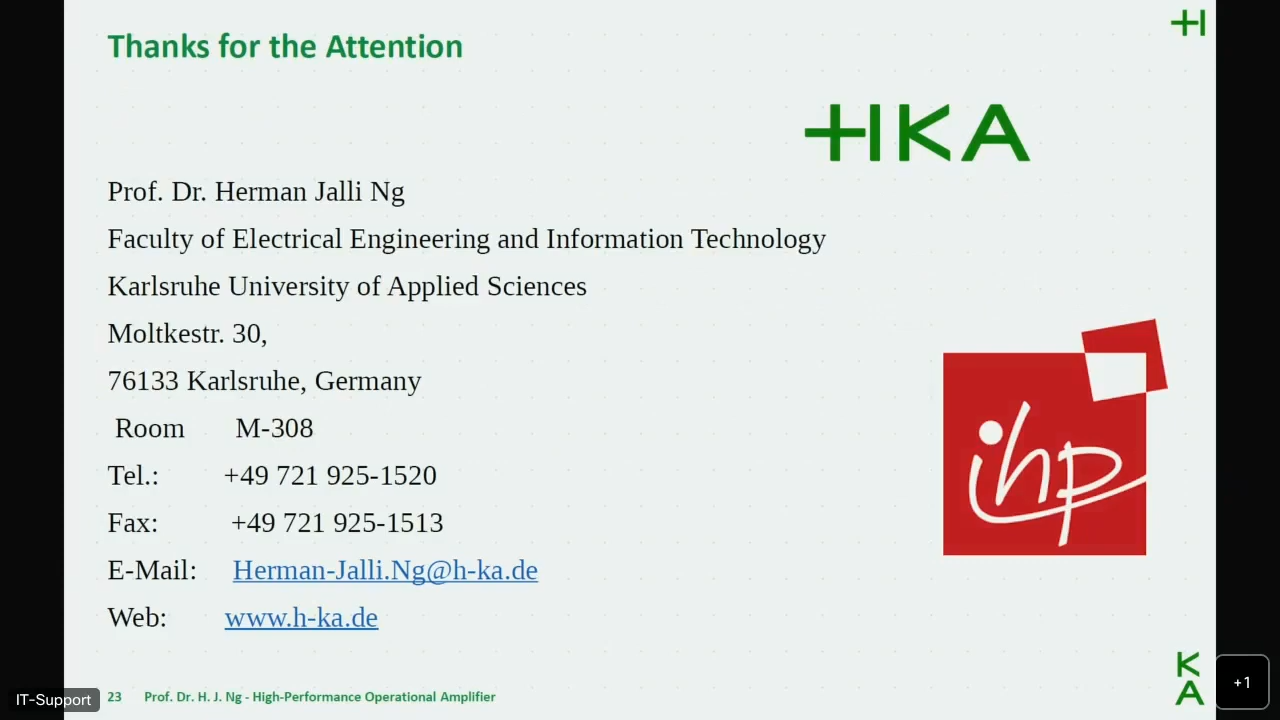 Thanks for the Attention
HKA
Prof. Dr. Herman Jalli Ng
Faculty of Electrical Engineering and Information Technology
Karlsruhe University of Applied Sciences
Moltkestr. 30,
76133 Karlsruhe, Germany
Room M-308
Tel.: +49 721 925-1520
Fax: +49 721 925-1513
E-Mail: Herman-Jalli.Ng@h-ka.de
Web: www.h-ka.de
ihp
H
K
A
IT-Support
23 Prof. Dr. H. J. Ng - High-Performance Operational Amplifier
+1